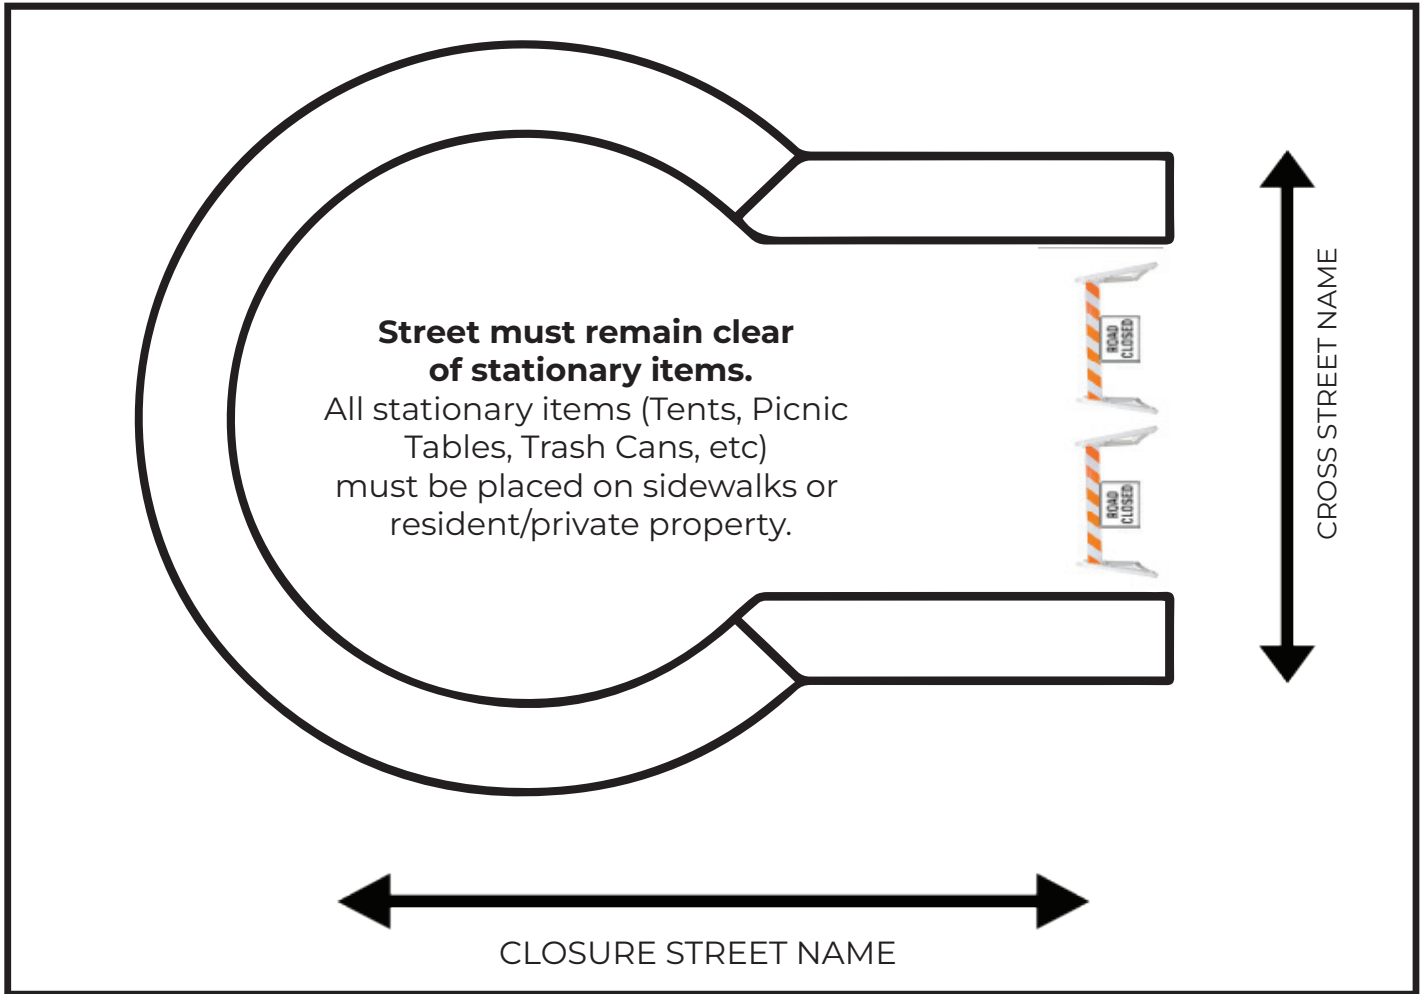 Street must remain clear
of stationary items.
All stationary items (Tents, Picnic
Tables, Trash Cans, etc)
must be placed on sidewalks or
resident/private property.
ROAD
CLOSED
ROAD
CLOSED
CROSS STREET NAME
CLOSURE STREET NAME